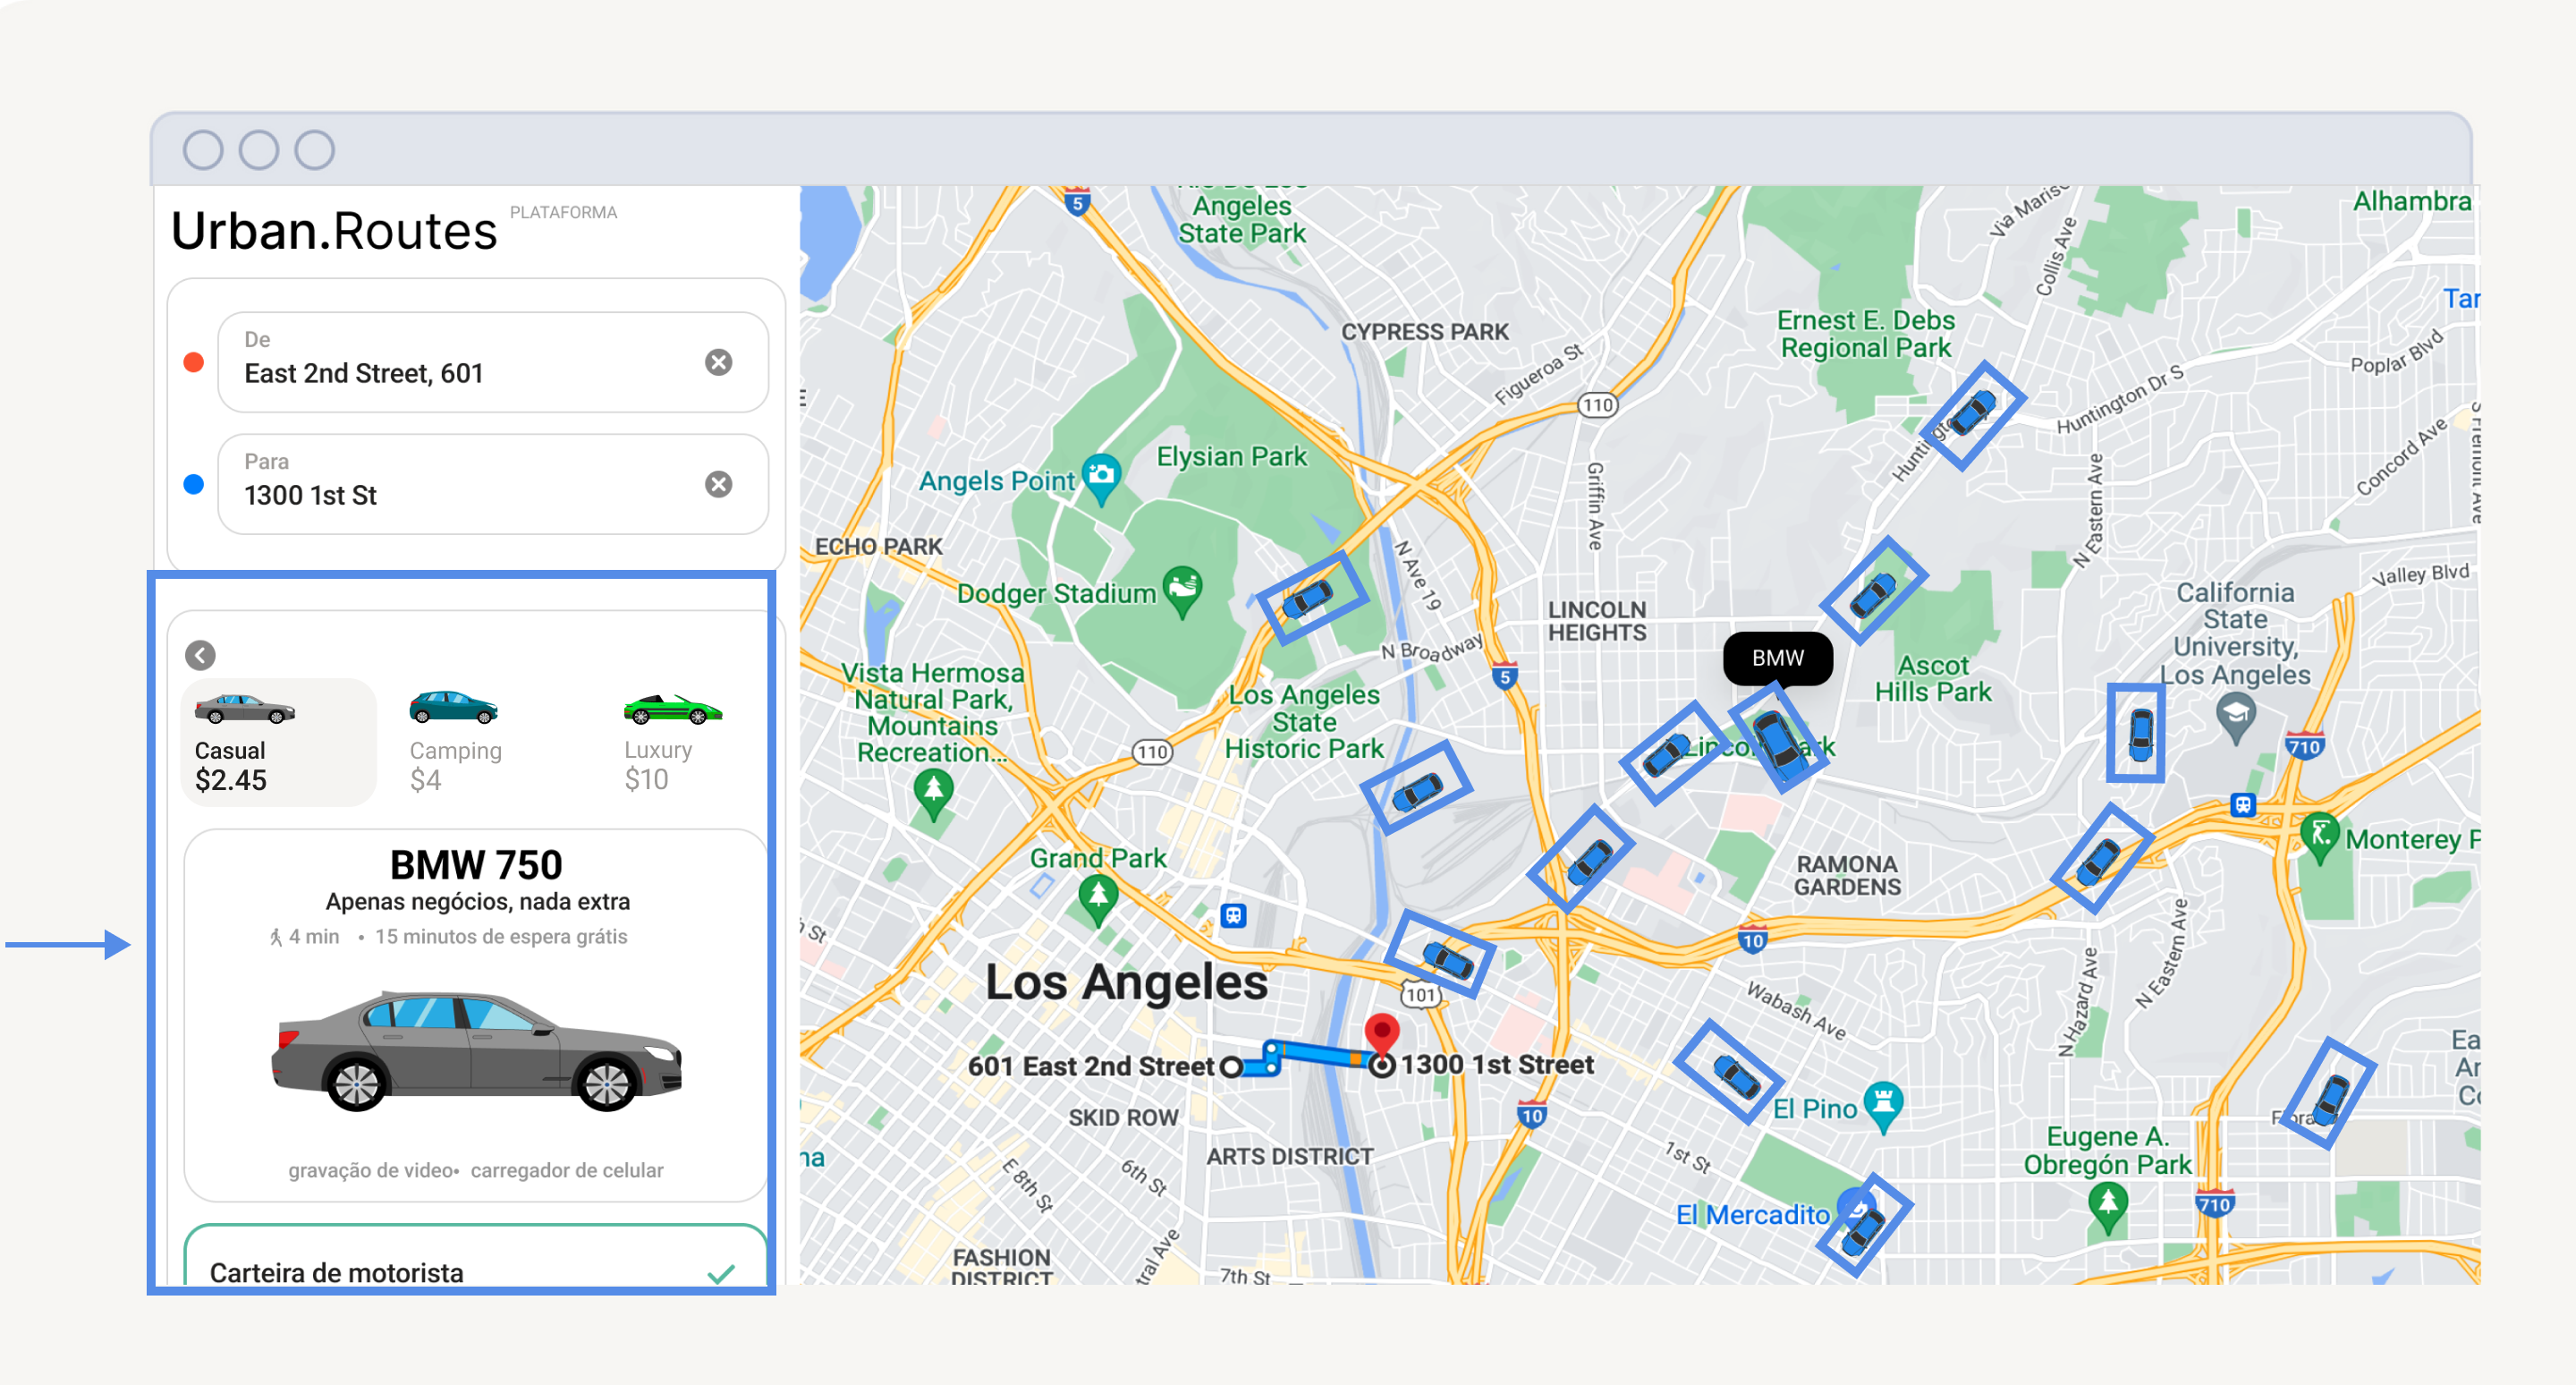 Urban.Routes PLATAFORMA
De
East 2nd Street, 601
Para
1300 1st St
Casual
$2.45
Camping
$4
Luxury
$10
BMW 750
Apenas negócios, nada extra
4 min • 15 minutos de espera grátis
gravação de video• carregador de celular
Carteira de motorista
5
Angeles
State Park
Alhambra
Via Maris
Collis Ave
CYPRESS PARK
Figueroa St
Ernest E. Debs
Regional Park
Tar
Poplar Blvd
Huntington Dr S
110
Concord Ave
Elysian Park
Angels Point
Griffin Ave
N Eastern Ave
ECHO PARK
N Ave 19
Dodger Stadium
LINCOLN
HEIGHTS
Valley Blvd
California
State
University,
Los Angeles
N Broadway
BMW
5
Ascot
Hills Park
Vista Hermosa
Natural Park,
Mountains
Recreation...
Los Angeles
State
Historic Park
110
710
Monterey P
Grand Park
RAMONA
GARDENS
10
N Eastern Ave
Los Angeles
101
Wabash Ave
N Hazard Ave
601 East 2nd Street
1300 1st Street
SKID ROW
10
El Pino
ARTS DISTRICT
1st St
Eugene A.
Obregón Park
E 8th St
6th St
El Mercadito
710
FASHION
DISTRICT
7th St